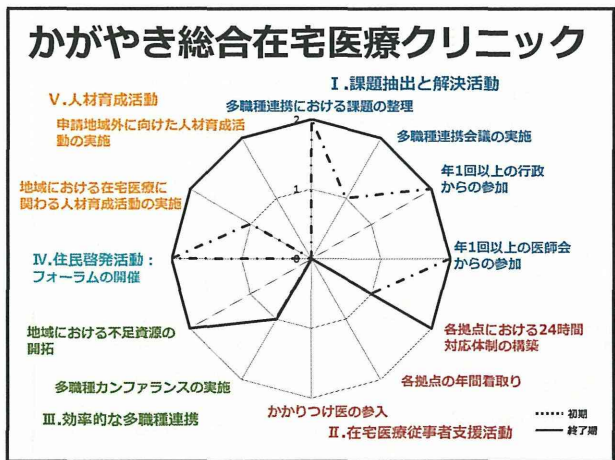 かがやき総合在宅医療クリニック
Ⅰ.課題抽出と解決活動
Ⅴ.人材育成活動
多職種連携における課題の整理
申請地域外に向けた人材育成活
動の実施
多職種連携会議の実施
年1回以上の行政
からの参加
地域における在宅医療に
関わる人材育成活動の実施
年1回以上の医師会
からの参加
Ⅳ.住民啓発活動：
フォーラムの開催
2
1
0
地域における不足資源の
開拓
各拠点における24時間
対応体制の構築
多職種カンファランスの実施
各拠点の年間看取り
かかりつけ医の参入
Ⅲ.効率的な多職種連携
Ⅱ.在宅医療従事者支援活動
初期
終了期